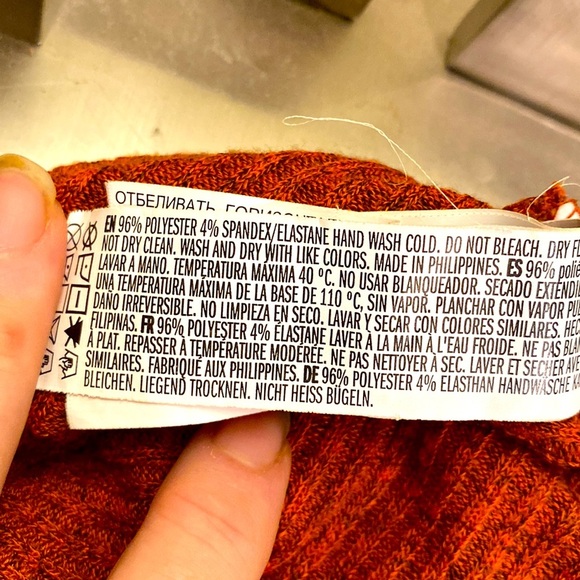 ОТБЕЛИВАТЬ.
EN 96% POLYESTER 4% SPANDEX/ELASTANE HAND WASH COLD. DO NOT BLEACH. DRY
NOT DRY CLEAN. WASH AND DRY WITH LIKE COLORS. MADE IN PHILIPPINES. ES 96%
LAVAR A MANO. TEMPERATURA MÁXIMA 40 ºC. NO USAR BLANQUEADOR. SECADO
UNA TEMPERATURA MÁXIMA DE LA BASE DE 110 ºC, SIN VAPOR. PLANCHAR CON VAPOR
DAÑO IRREVERSIBLE. NO LIMPIEZA EN SECO. LAVAR Y SECAR CON COLORES SIMILARES.
FILIPINAS. FR 96% POLYESTER 4% ELASTANE LAVER À LA MAIN À L'EAU FROIDE. NE PAS
À PLAT. REPASSER À TEMPÉRATURE MODÉRÉE. NE PAS NETTOYER À SEC. LAVER ET SÉCHER
SIMILAIRES. FABRIQUÉ AUX PHILIPPINES. DE 96% POLYESTER 4% ELASTHAN
BLEICHEN. LIEGEND TROCKNEN. NICHT HEISS BÜGELN.